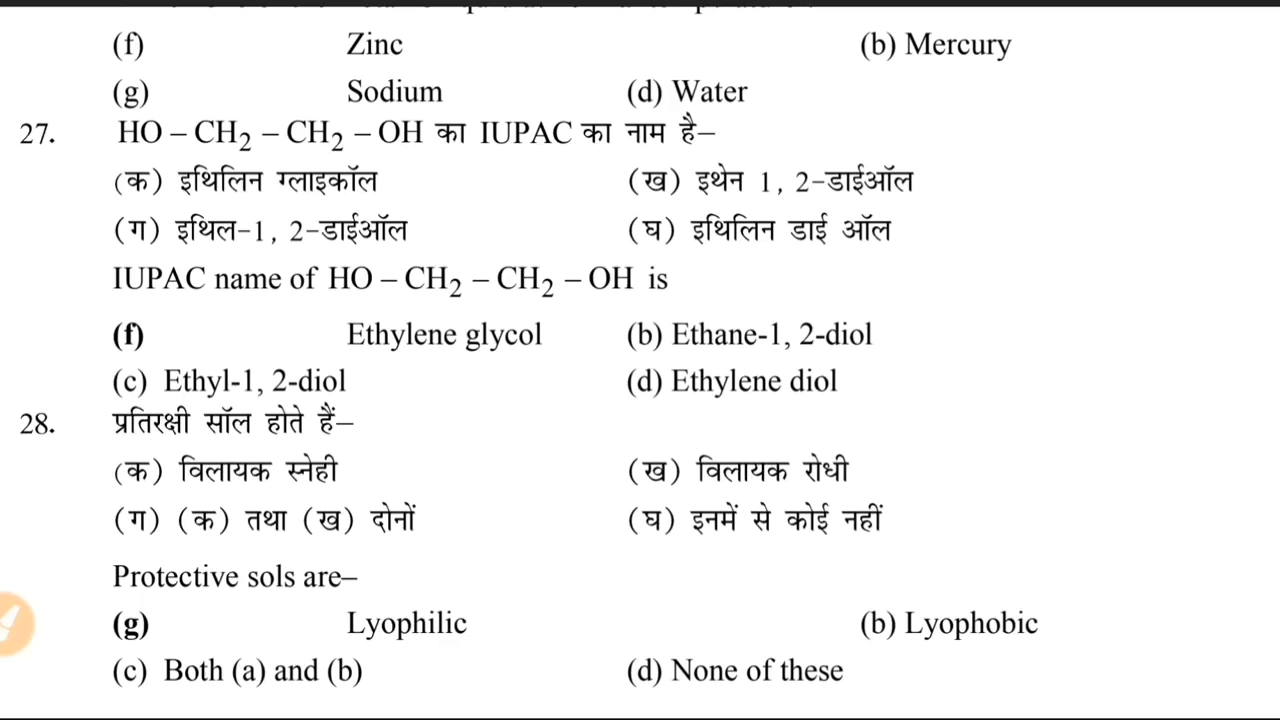 (f) Zinc (b) Mercury
(g) Sodium (d) Water
27. HO – CH₂ – CH₂ – OH का IUPAC का नाम है–
(क) इथिलिन ग्लाइकॉल (ख) इथेन 1, 2-डाईऑल
(ग) इथिल-1, 2-डाईऑल (घ) इथिलिन डाई ऑल
IUPAC name of HO – CH₂ – CH₂ – OH is
(f) Ethylene glycol (b) Ethane-1, 2-diol
(c) Ethyl-1, 2-diol (d) Ethylene diol
28. प्रतिरक्षी सॉल होते हैं–
(क) विलायक स्नेही (ख) विलायक रोधी
(ग) (क) तथा (ख) दोनों (घ) इनमें से कोई नहीं
Protective sols are–
(g) Lyophilic (b) Lyophobic
(c) Both (a) and (b) (d) None of these